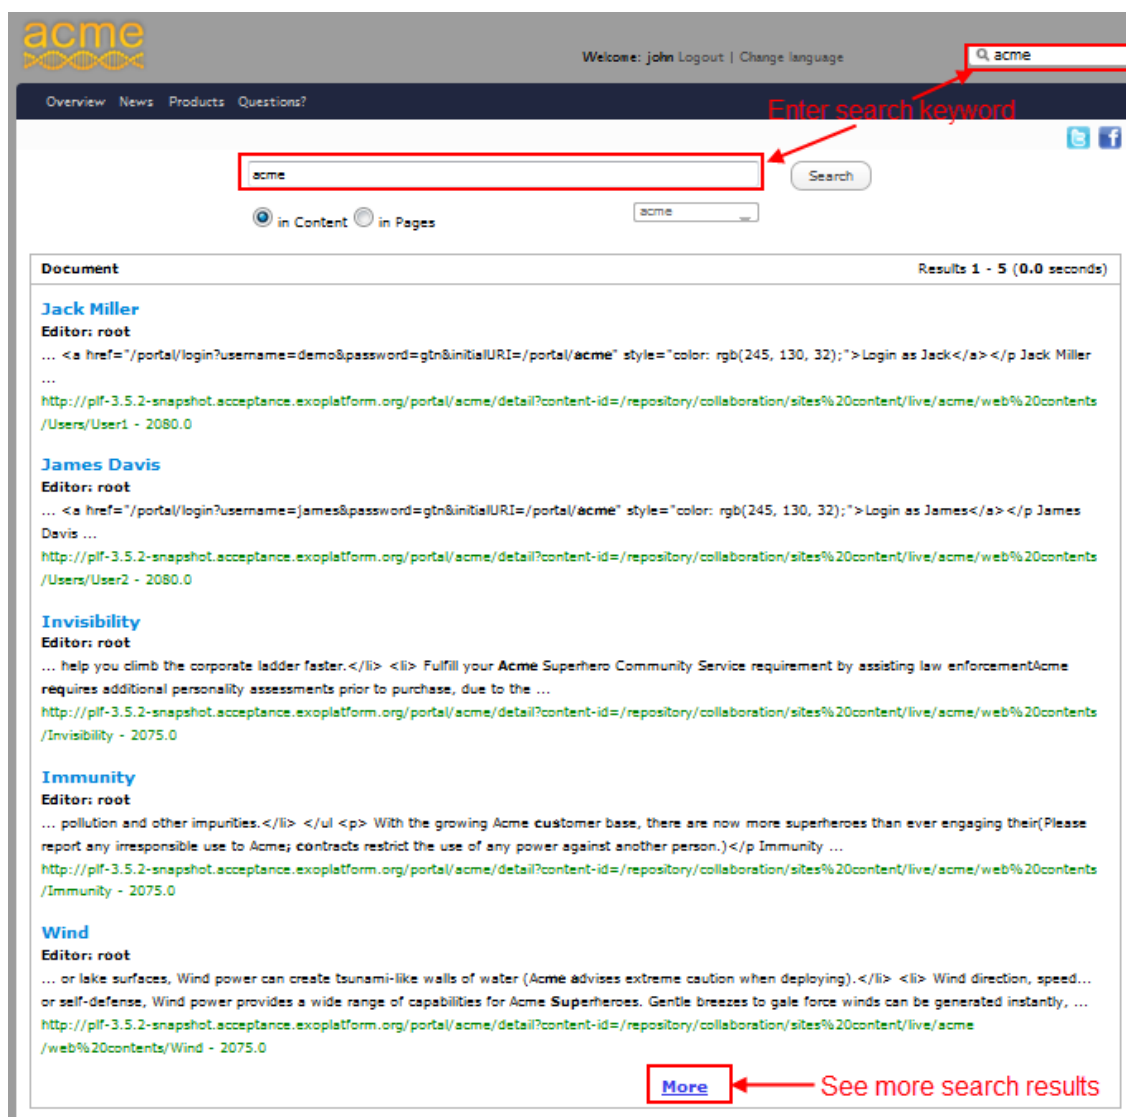 acme
Welcome: john Logout | Change language
acme
Overview News Products Questions?
Enter search keyword
acme
Search
in Content in Pages
acme
Document
Results 1 - 5 (0.0 seconds)
Jack Miller
Editor: root
... <a href="/portal/login?username=demo&password=gtn&initialURI=/portal/acme" style="color: rgb(245, 130, 32);">Login as Jack</a></p Jack Miller
...
http://plf-3.5.2-snapshot.acceptance.exoplatform.org/portal/acme/detail?content-id=/repository/collaboration/sites%20content/live/acme/web%20contents
/Users/User1 - 2080.0
James Davis
Editor: root
... <a href="/portal/login?username=james&password=gtn&initialURI=/portal/acme" style="color: rgb(245, 130, 32);">Login as James</a></p James
Davis ...
http://plf-3.5.2-snapshot.acceptance.exoplatform.org/portal/acme/detail?content-id=/repository/collaboration/sites%20content/live/acme/web%20contents
/Users/User2 - 2080.0
Invisibility
Editor: root
... help you climb the corporate ladder faster.</li> <li> Fulfill your Acme Superhero Community Service requirement by assisting law enforcementAcme
requires additional personality assessments prior to purchase, due to the ...
http://plf-3.5.2-snapshot.acceptance.exoplatform.org/portal/acme/detail?content-id=/repository/collaboration/sites%20content/live/acme/web%20contents
/Invisibility - 2075.0
Immunity
Editor: root
... pollution and other impurities.</li> </ul <p> With the growing Acme customer base, there are now more superheroes than ever engaging their(Please
report any irresponsible use to Acme; contracts restrict the use of any power against another person.)</p Immunity ...
http://plf-3.5.2-snapshot.acceptance.exoplatform.org/portal/acme/detail?content-id=/repository/collaboration/sites%20content/live/acme/web%20contents
/Immunity - 2075.0
Wind
Editor: root
... or lake surfaces, Wind power can create tsunami-like walls of water (Acme advises extreme caution when deploying).</li> <li> Wind direction, speed...
or self-defense, Wind power provides a wide range of capabilities for Acme Superheroes. Gentle breezes to gale force winds can be generated instantly, ...
http://plf-3.5.2-snapshot.acceptance.exoplatform.org/portal/acme/detail?content-id=/repository/collaboration/sites%20content/live/acme
/web%20contents/Wind - 2075.0
More
See more search results